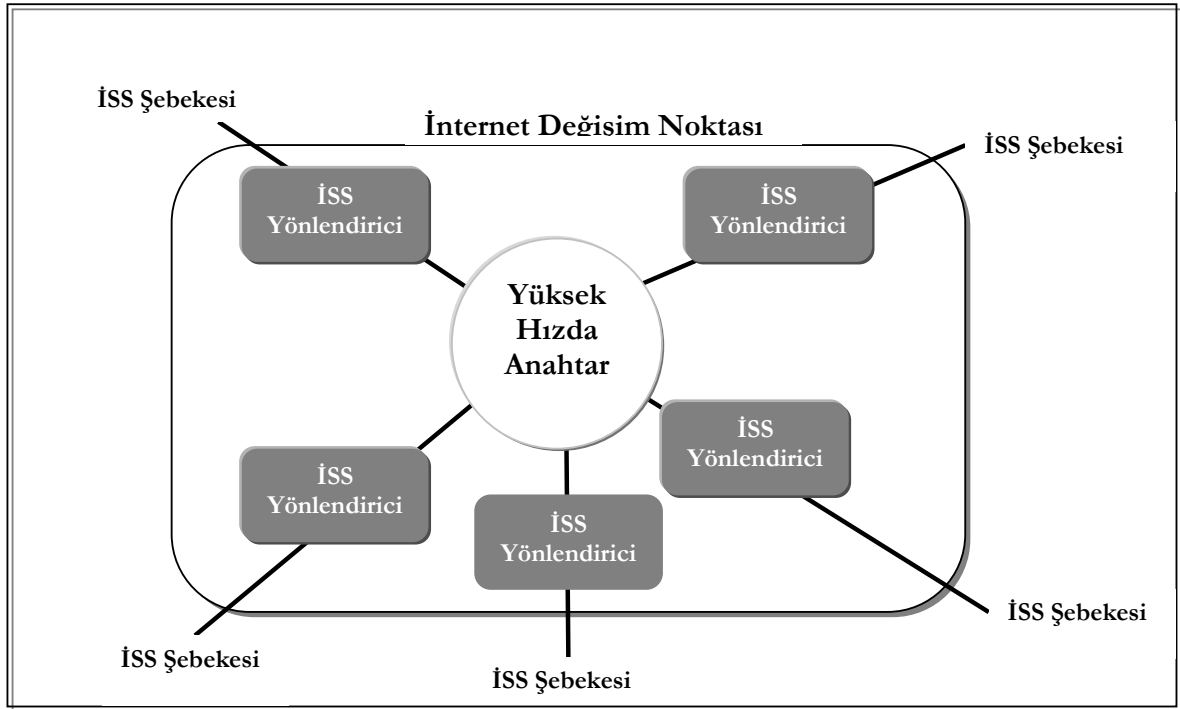 İSS Şebekesi
İnternet Değişim Noktası
İSS Şebekesi
İSS
Yönlendirici
İSS
Yönlendirici
Yüksek
Hızda
Anahtar
İSS
Yönlendirici
İSS
Yönlendirici
İSS
Yönlendirici
İSS Şebekesi
İSS Şebekesi
İSS Şebekesi